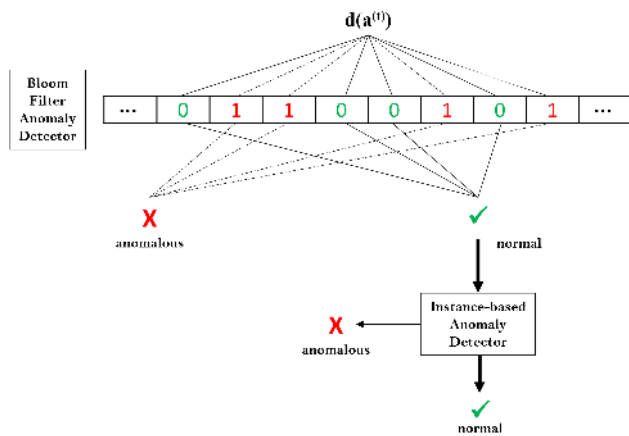 d(a⁽ᵗ⁾)
Bloom
Filter
Anomaly
Detector
... 0 1 1 0 0 1 0 1 ...
X
✓
anomalous
normal
Instance-based
Anomaly
Detector
X
anomalous
✓
normal